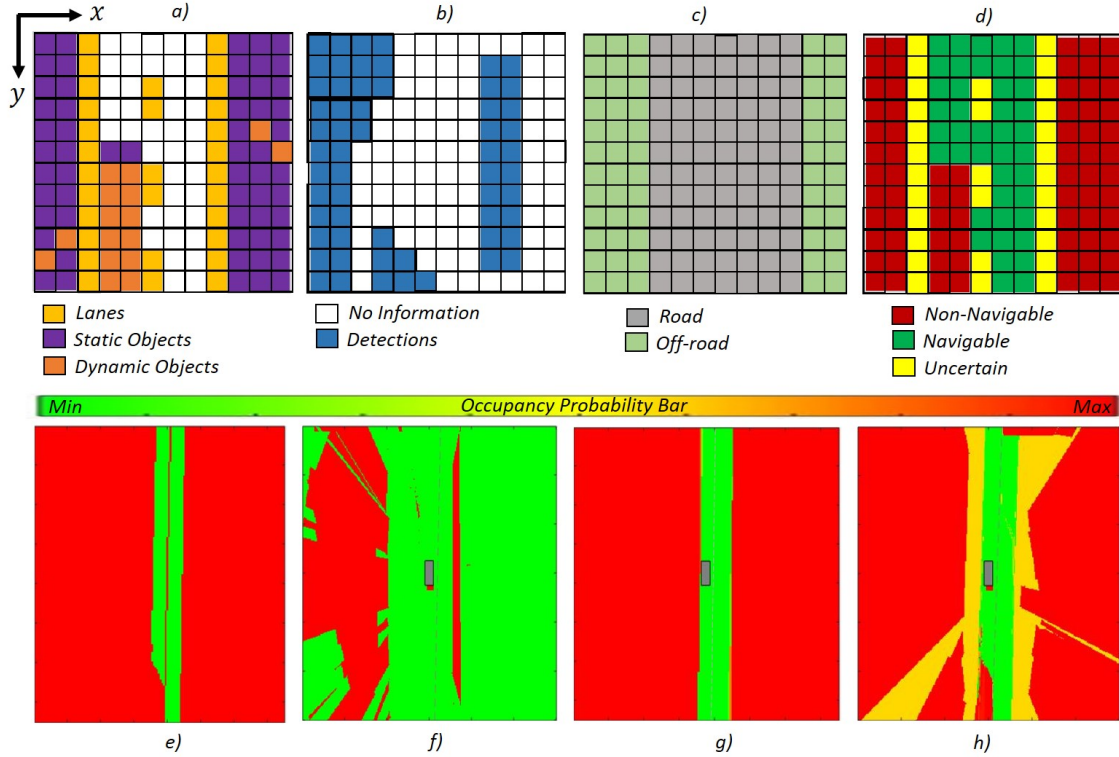 x a) b) c) d)
y
Lanes
Static Objects
Dynamic Objects
No Information
Detections
Road
Off-road
Non-Navigable
Navigable
Uncertain
Min Occupancy Probability Bar Max
e) f) g) h)